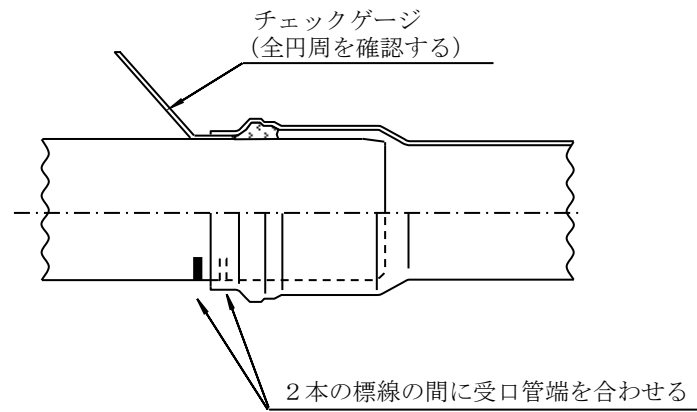 チェックゲージ
(全円周を確認する)
２本の標線の間に受口管端を合わせる